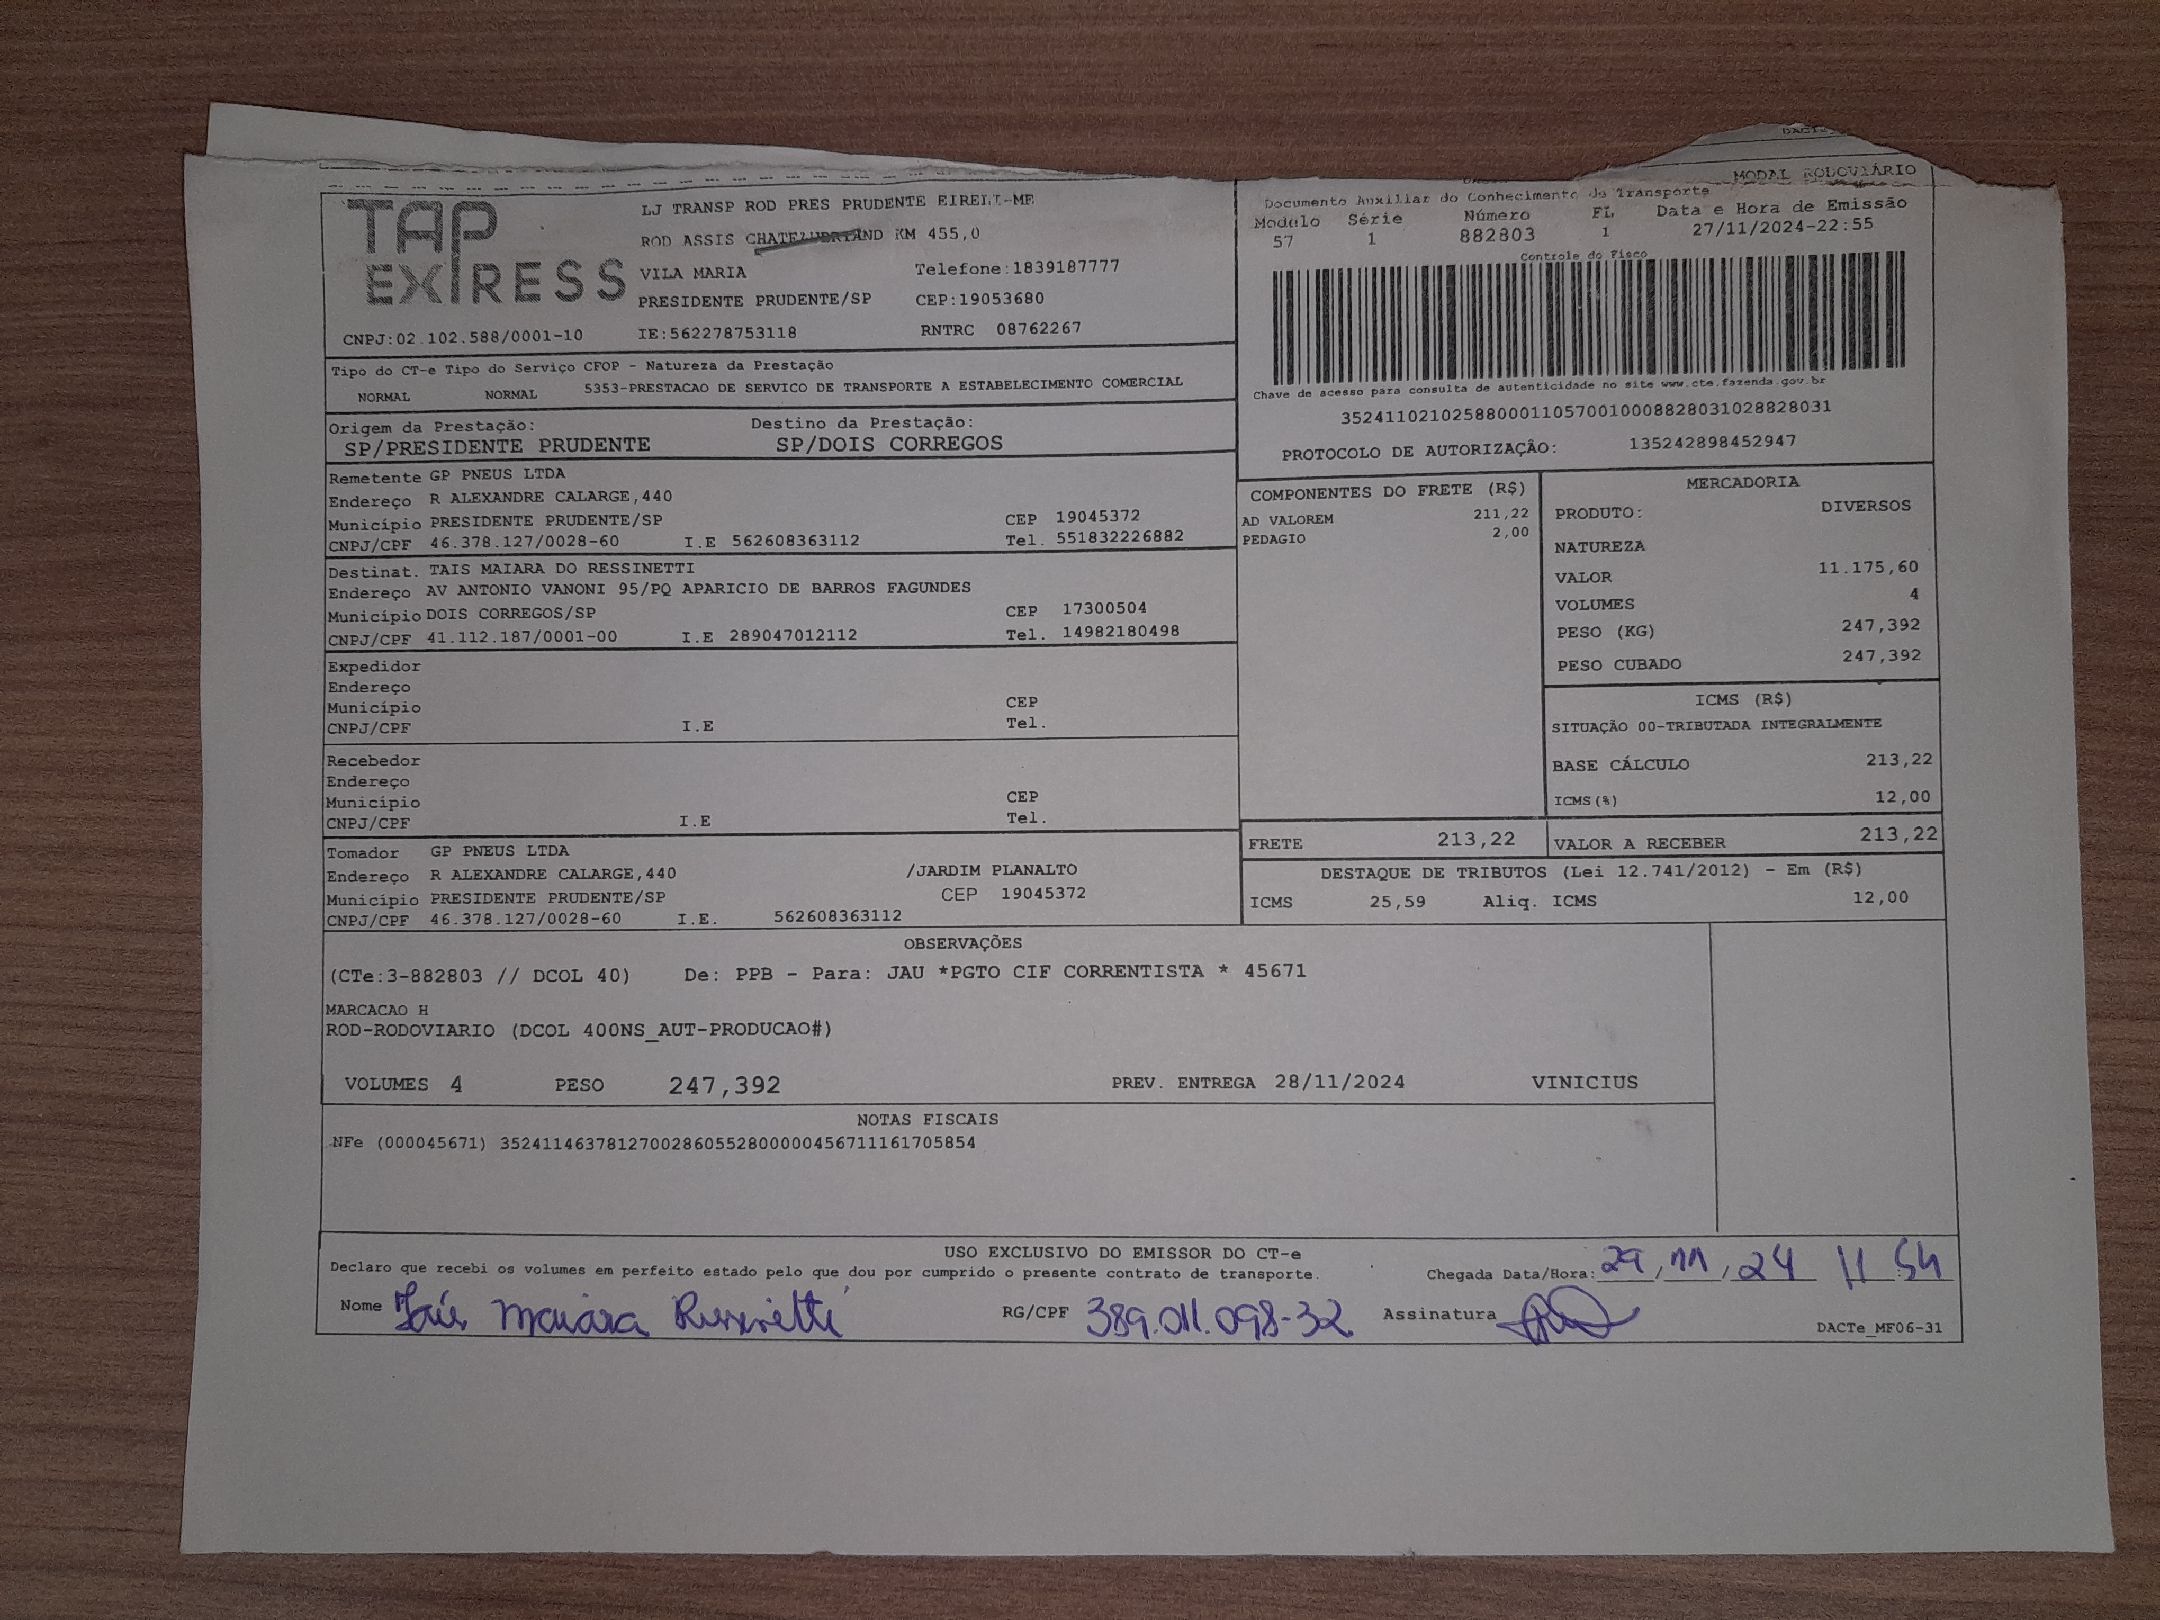 MODAL RODOVIÁRIO
TAP EXPRESS
LJ TRANSP ROD PRES PRUDENTE EIRELI-ME
ROD ASSIS CHATEAUBRIAND KM 455,0
VILA MARIA Telefone:1839187777
PRESIDENTE PRUDENTE/SP CEP:19053680
CNPJ:02.102.588/0001-10 IE:562278753118 RNTRC 08762267
Documento Auxiliar do Conhecimento de Transporte
Modulo Série Número FL Data e Hora de Emissão
57 1 882803 1 27/11/2024-22:55
Controle do Fisco
Chave de acesso para consulta de autenticidade no site www.cte.fazenda.gov.br
35241102102588000110570010008828031028828031
PROTOCOLO DE AUTORIZAÇÃO: 135242898452947
Tipo do CT-e Tipo do Serviço CFOP - Natureza da Prestação
NORMAL NORMAL 5353-PRESTACAO DE SERVICO DE TRANSPORTE A ESTABELECIMENTO COMERCIAL
Origem da Prestação: Destino da Prestação:
SP/PRESIDENTE PRUDENTE SP/DOIS CORREGOS
Remetente GP PNEUS LTDA
Endereço R ALEXANDRE CALARGE,440
Município PRESIDENTE PRUDENTE/SP CEP 19045372
CNPJ/CPF 46.378.127/0028-60 I.E 562608363112 Tel. 551832226882
Destinat. TAIS MAIARA DO RESSINETTI
Endereço AV ANTONIO VANONI 95/PQ APARICIO DE BARROS FAGUNDES
Município DOIS CORREGOS/SP CEP 17300504
CNPJ/CPF 41.112.187/0001-00 I.E 289047012112 Tel. 14982180498
Expedidor
Endereço
Município CEP
CNPJ/CPF I.E Tel.
Recebedor
Endereço
Município CEP
CNPJ/CPF I.E Tel.
Tomador GP PNEUS LTDA
Endereço R ALEXANDRE CALARGE,440 /JARDIM PLANALTO
Município PRESIDENTE PRUDENTE/SP CEP 19045372
CNPJ/CPF 46.378.127/0028-60 I.E. 562608363112
COMPONENTES DO FRETE (R$)
AD VALOREM 211,22
PEDAGIO 2,00
MERCADORIA
PRODUTO: DIVERSOS
NATUREZA
VALOR 11.175,60
VOLUMES 4
PESO (KG) 247,392
PESO CUBADO 247,392
ICMS (R$)
SITUAÇÃO 00-TRIBUTADA INTEGRALMENTE
BASE CÁLCULO 213,22
ICMS(%) 12,00
FRETE 213,22 VALOR A RECEBER 213,22
DESTAQUE DE TRIBUTOS (Lei 12.741/2012) - Em (R$)
ICMS 25,59 Aliq. ICMS 12,00
OBSERVAÇÕES
(CTe:3-882803 // DCOL 40) De: PPB - Para: JAU *PGTO CIF CORRENTISTA * 45671
MARCACAO H
ROD-RODOVIARIO (DCOL 400NS_AUT-PRODUCAO#)
VOLUMES 4 PESO 247,392 PREV. ENTREGA 28/11/2024 VINICIUS
NOTAS FISCAIS
NFe (000045671) 35241146378127002860552800000456711161705854
USO EXCLUSIVO DO EMISSOR DO CT-e
Declaro que recebi os volumes em perfeito estado pelo que dou por cumprido o presente contrato de transporte. Chegada Data/Hora: 29/11/24 11:54
Nome Taís Maiara Ressinetti RG/CPF 389.011.098-32 Assinatura
DACTe_MF06-31